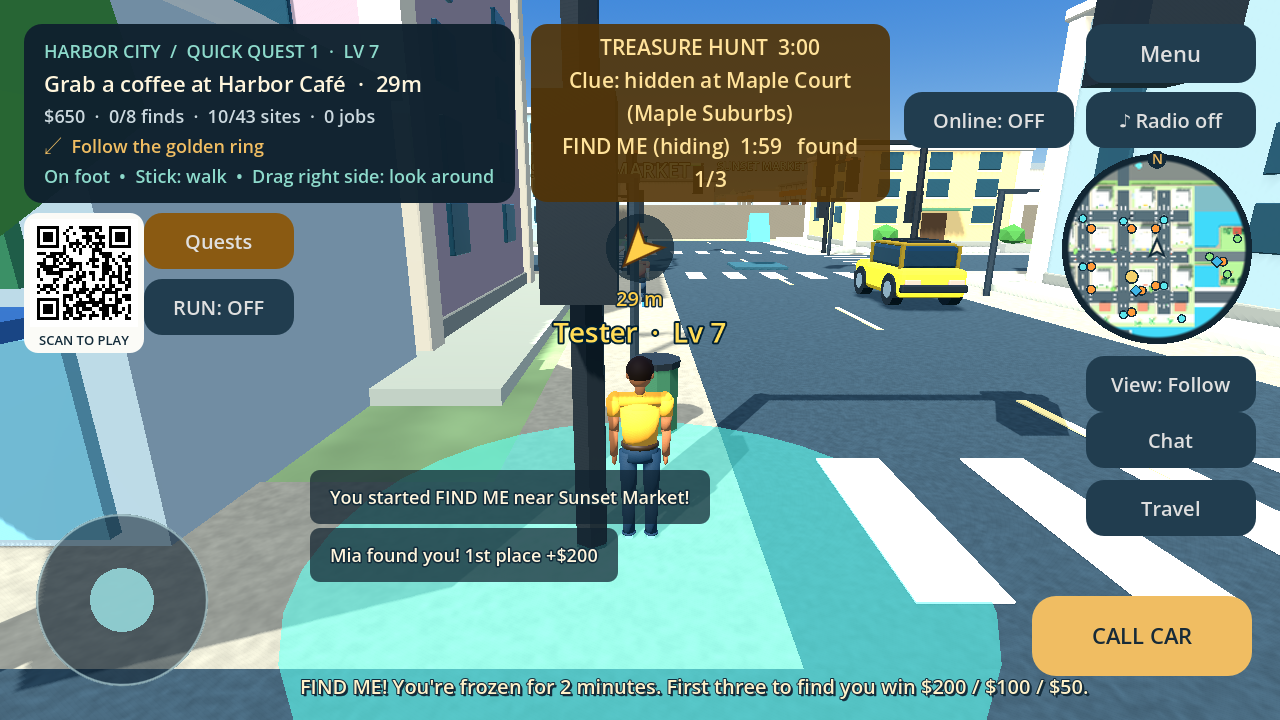 HARBOR CITY / QUICK QUEST 1 · LV 7
Grab a coffee at Harbor Café · 29m
$650 · 0/8 finds · 10/43 sites · 0 jobs
↙ Follow the golden ring
On foot • Stick: walk • Drag right side: look around
TREASURE HUNT 3:00
Clue: hidden at Maple Court
(Maple Suburbs)
FIND ME (hiding) 1:59 found
1/3
Menu
Online: OFF
♪ Radio off
N
SCAN TO PLAY
Quests
RUN: OFF
MARKET
SUNSET MARKET
29 m
Tester · Lv 7
View: Follow
Chat
Travel
You started FIND ME near Sunset Market!
Mia found you! 1st place +$200
CALL CAR
FIND ME! You're frozen for 2 minutes. First three to find you win $200 / $100 / $50.